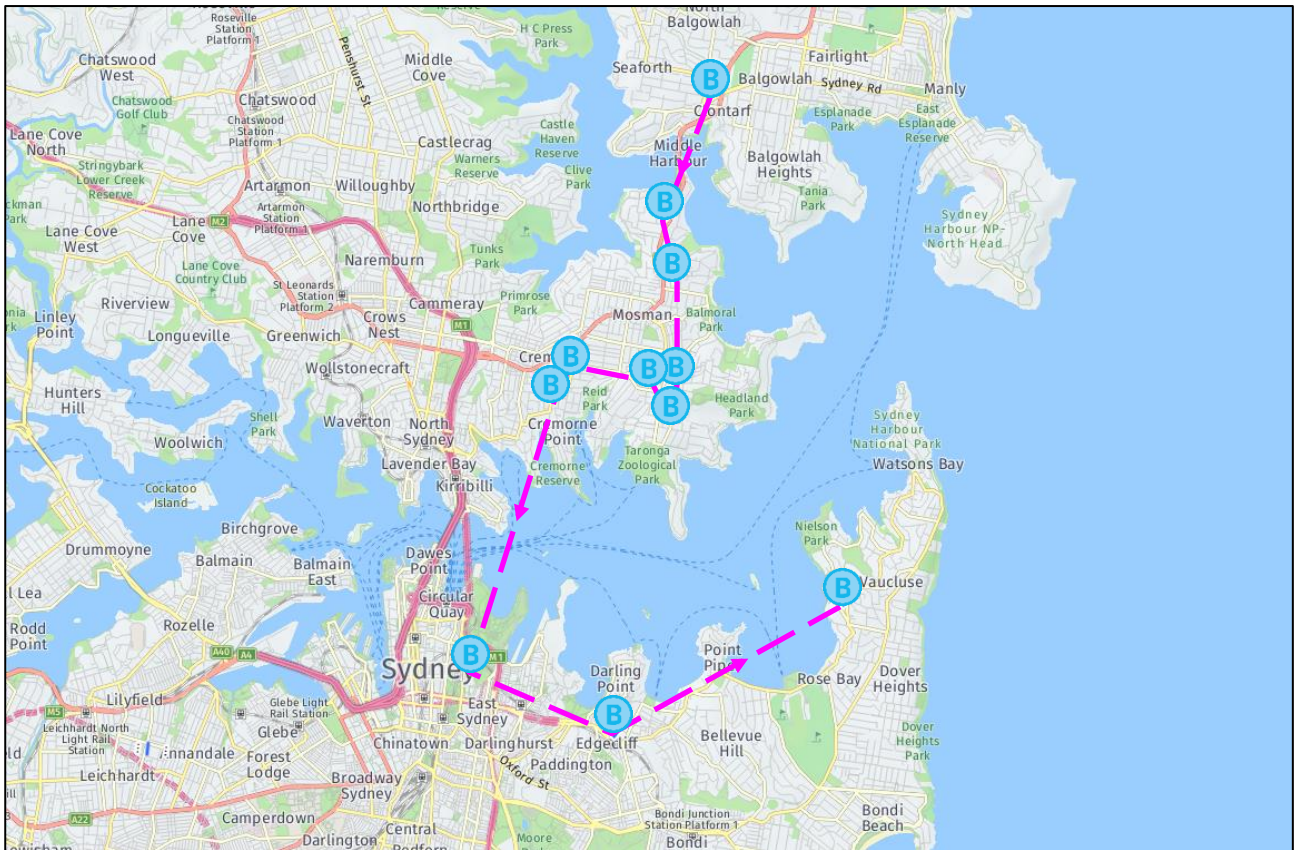 Roseville
Station
Platform 1
H C Press
Park
North
Balgowlah
Fairlight
Chatswood
West
Penshurst St
Middle
Cove
Seaforth
B
Balgowlah
Sydney Rd
Manly
Chatswood
Golf Club
Chatswood
Chatswood
Station
Platform 1
Clontarf
Esplanade
Park
East
Esplanade
Reserve
Lane Cove
North
Castlecrag
Castle
Haven
Reserve
Middle
Harbour
Stringybark
Lower Creek
Reserve
Warners
Reserve
Clive
Park
Balgowlah
Heights
Artarmon
Willoughby
Artarmon
Station
Platform 1
Northbridge
B
Tania
Park
Lane
Cove
M2
Lane Cove
West
Sydney
Harbour NP-
North Head
Tunks
Park
Naremburn
Lane Cove
Country Club
B
St Leonards
Station
Platform 2
Riverview
Cammeray
Primrose
Park
Linley
Point
Longueville
Greenwich
Crows
Nest
M1
Mosman
Balmoral
Park
Wollstonecraft
B
B
B
B
B
Hunters
Hill
Reid
Park
Headland
Park
Shell
Park
Waverton
North
Sydney
Cremorne
Point
Sydney
Harbour
National Park
Woolwich
Lavender Bay
Taronga
Zoological
Park
Watsons Bay
Kirribilli
Cremorne
Reserve
Cockatoo
Island
Birchgrove
Nielson
Park
Drummoyne
Balmain
Balmain
East
Dawes
Point
B
Vaucluse
Circular
Quay
Rodd
Point
Rozelle
A40
A4
B
M1
Sydney
Point
Darling
Point
Rose Bay
Dover
Heights
Lilyfield
Glebe Light
Rail Station
East
Sydney
B
M5
Leichhardt North
Light Rail
Station
Glebe
Chinatown
Darlinghurst
Edgecliff
Bellevue
Hill
Dover
Heights
Park
Annandale
Forest
Lodge
Paddington
Oxford St
Leichhardt
Broadway
Sydney
A22
Camperdown
Bondi Junction
Station Platform 1
Bondi
Beach
Central
Darlington
Moore
Bondi